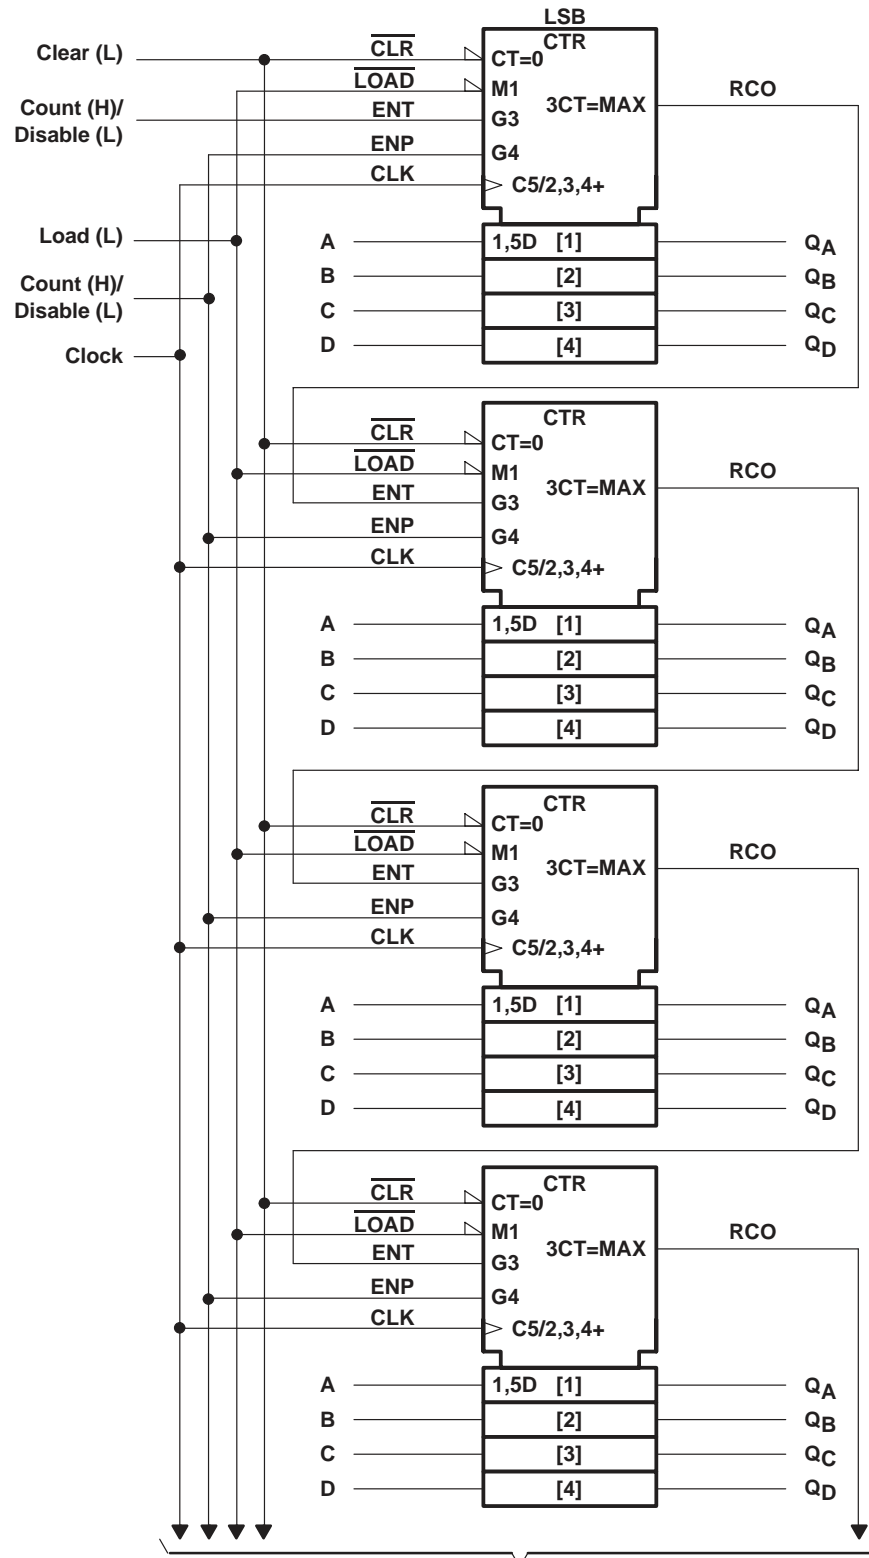 LSB
CTR
Clear (L)
CLR
CT=0
LOAD
M1
3CT=MAX
RCO
Count (H)/
Disable (L)
ENT
G3
ENP
G4
CLK
C5/2,3,4+
Load (L)
A
1,5D [1]
QA
Count (H)/
Disable (L)
B
[2]
QB
C
[3]
QC
Clock
D
[4]
QD
CTR
CLR
CT=0
LOAD
M1
3CT=MAX
RCO
ENT
G3
ENP
G4
CLK
C5/2,3,4+
A
1,5D [1]
QA
B
[2]
QB
C
[3]
QC
D
[4]
QD
CTR
CLR
CT=0
LOAD
M1
3CT=MAX
RCO
ENT
G3
ENP
G4
CLK
C5/2,3,4+
A
1,5D [1]
QA
B
[2]
QB
C
[3]
QC
D
[4]
QD
CTR
CLR
CT=0
LOAD
M1
3CT=MAX
RCO
ENT
G3
ENP
G4
CLK
C5/2,3,4+
A
1,5D [1]
QA
B
[2]
QB
C
[3]
QC
D
[4]
QD